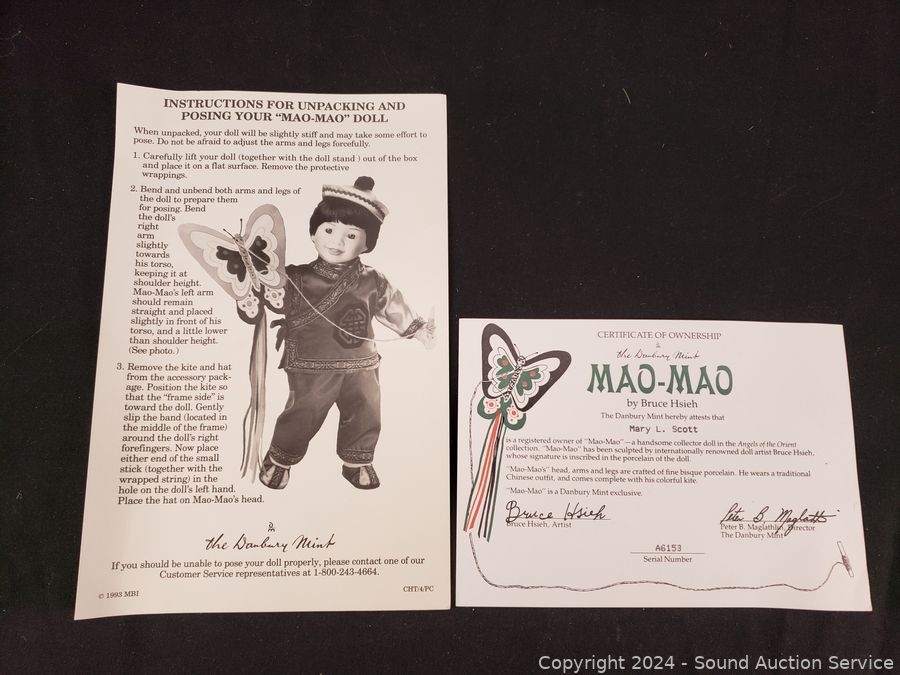 INSTRUCTIONS FOR UNPACKING AND
POSING YOUR "MAO-MAO" DOLL
When unpacked, your doll will be slightly stiff and may take some effort to
pose. Do not be afraid to adjust the arms and legs forcefully.
1. Carefully lift your doll (together with the doll stand ) out of the box
and place it on a flat surface. Remove the protective
wrappings.
2. Bend and unbend both arms and legs of
the doll to prepare them
for posing. Bend
the doll's
right
arm
slightly
towards
his torso,
keeping it at
shoulder height.
Mao-Mao's left arm
should remain
straight and placed
slightly in front of his
torso, and a little lower
than shoulder height.
(See photo.)
3. Remove the kite and hat
from the accessory pack-
age. Position the kite so
that the "frame side" is
toward the doll. Gently
slip the band (located in
the middle of the frame)
around the doll's right
forefingers. Now place
either end of the small
stick (together with the
wrapped string) in the
hole on the doll's left hand.
Place the hat on Mao-Mao's head.
the Danbury Mint
If you should be unable to pose your doll properly, please contact one of our
Customer Service representatives at 1-800-243-4664.
© 1993 MBI
CHT/4/PC
CERTIFICATE OF OWNERSHIP
the Danbury Mint
MAO-MAO
by Bruce Hsieh
The Danbury Mint hereby attests that
Mary L. Scott
is a registered owner of "Mao-Mao"—a handsome collector doll in the Angels of the Orient
collection. "Mao-Mao" has been sculpted by internationally renowned doll artist Bruce Hsieh,
whose signature is inscribed in the porcelain of the doll.
"Mao-Mao's" head, arms and legs are crafted of fine bisque porcelain. He wears a traditional
Chinese outfit, and comes complete with his colorful kite.
"Mao-Mao" is a Danbury Mint exclusive.
Bruce Hsieh
Bruce Hsieh, Artist
Peter B. Maglathlin
Peter B. Maglathlin, Director
The Danbury Mint
A6153
Serial Number
Copyright 2024 - Sound Auction Service